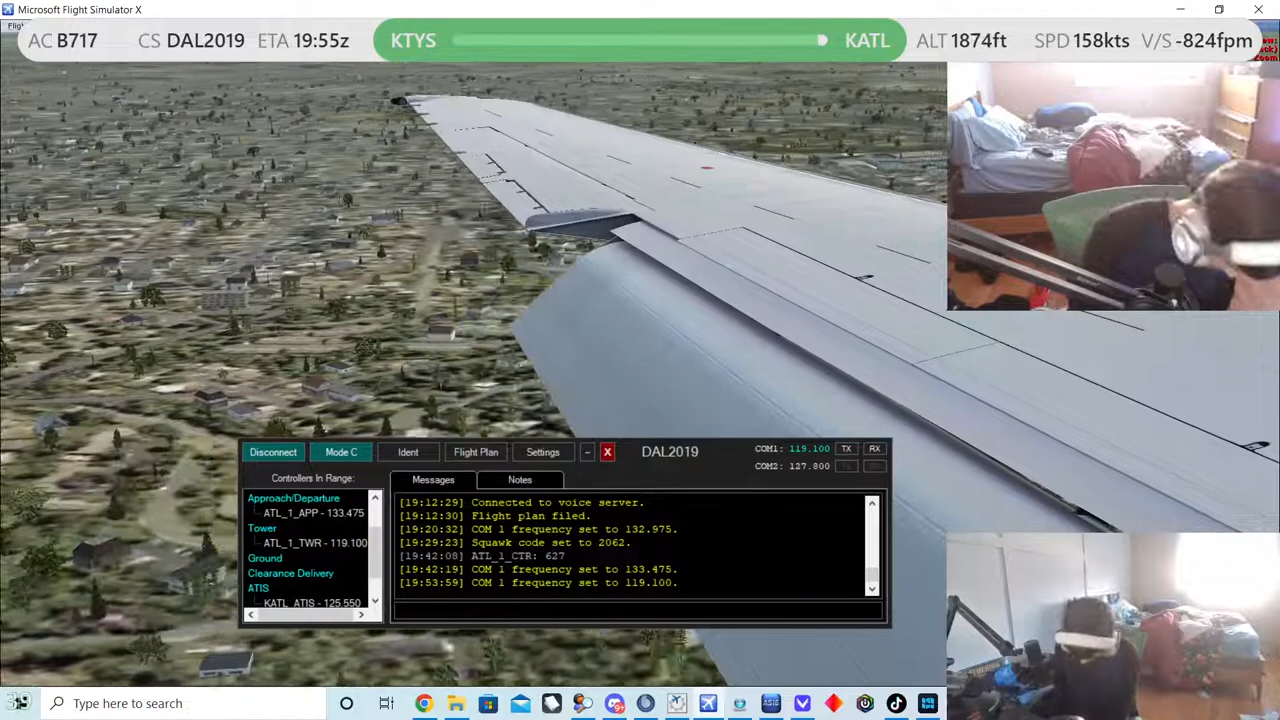 Microsoft Flight Simulator X
AC B717 CS DAL2019 ETA 19:55z KTYS KATL ALT 1874ft SPD 158kts V/S -824fpm
Zoom
Disconnect Mode C Ident Flight Plan Settings - X DAL2019 COM1: 119.100 TX RX
COM2: 127.800 TX RX
Controllers In Range:
Approach/Departure
ATL_1_APP - 133.475
Tower
ATL_1_TWR - 119.100
Ground
Clearance Delivery
ATIS
KATL_ATIS - 125.550
Messages Notes
[19:12:29] Connected to voice server.
[19:12:30] Flight plan filed.
[19:20:32] COM 1 frequency set to 132.975.
[19:29:23] Squawk code set to 2062.
[19:42:08] ATL_1_CTR: 627
[19:42:19] COM 1 frequency set to 133.475.
[19:53:59] COM 1 frequency set to 119.100.
Type here to search